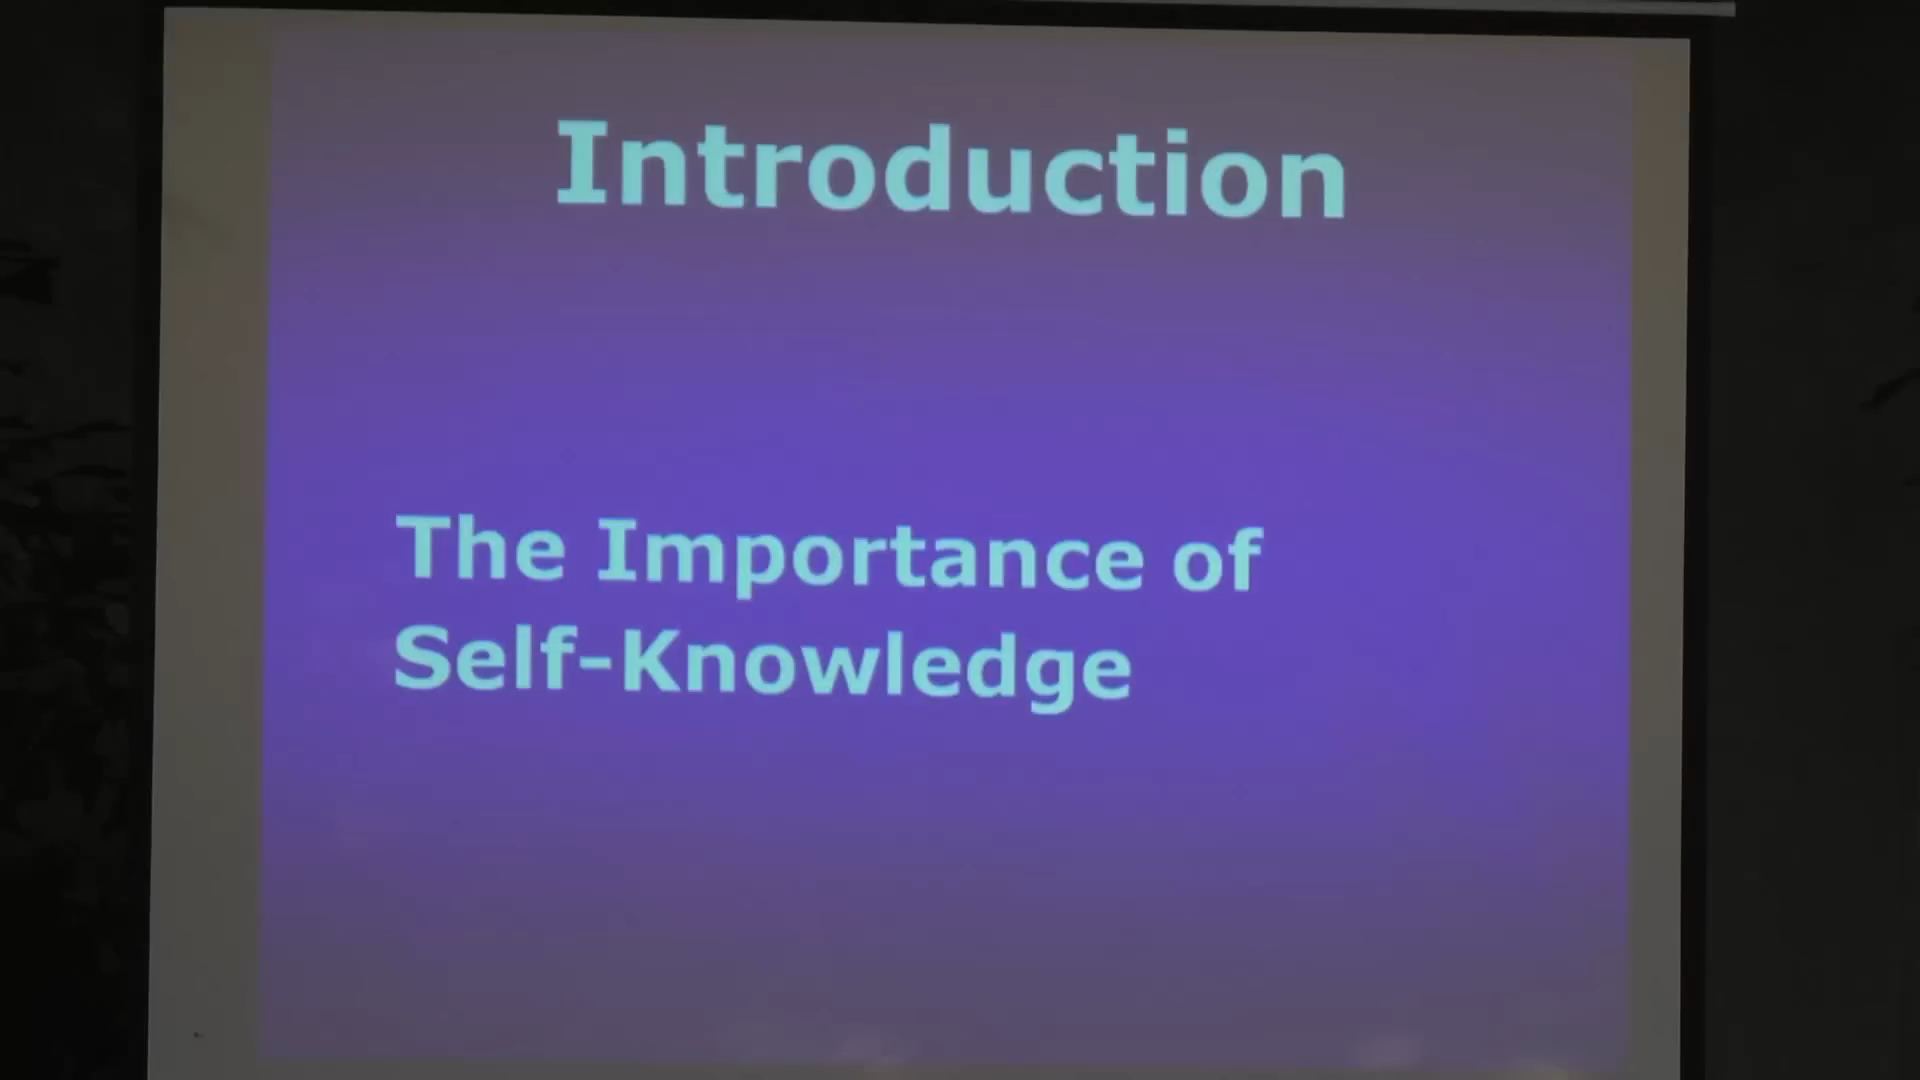 Introduction
The Importance of
Self-Knowledge